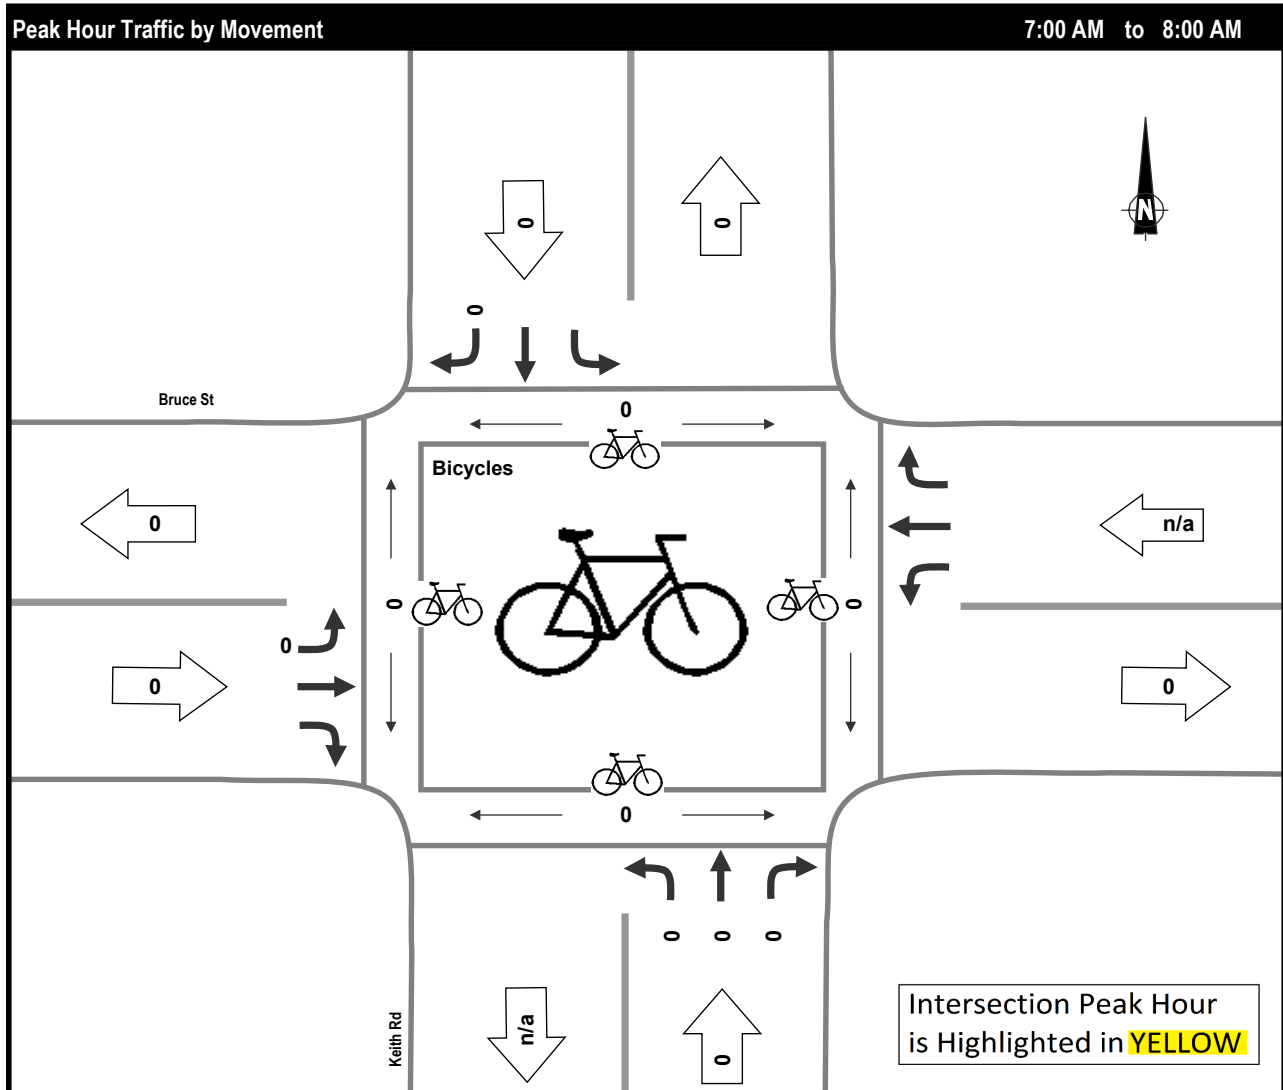 Peak Hour Traffic by Movement 7:00 AM to 8:00 AM
N
0
0
0
Bruce St
0
Bicycles
0
n/a
0
0
0
0
0
0
0
0 0 0
n/a
0
Keith Rd
Intersection Peak Hour
is Highlighted in YELLOW